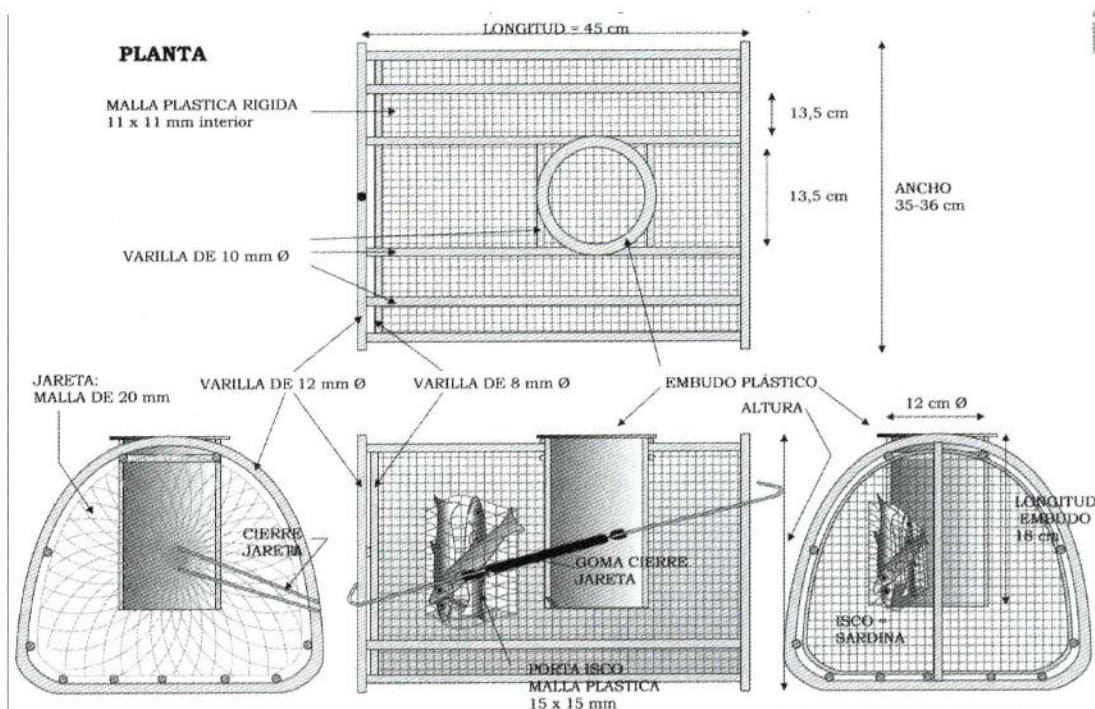 LONGITUD = 45 cm
PLANTA
MALLA PLASTICA RIGIDA
11 x 11 mm interior
13,5 cm
13,5 cm
ANCHO
35-36 cm
VARILLA DE 10 mm Ø
JARETA:
MALLA DE 20 mm
VARILLA DE 12 mm Ø
VARILLA DE 8 mm Ø
EMBUDO PLÁSTICO
ALTURA
12 cm Ø
CIERRE
JARETA
GOMA CIERRE
JARETA
LONGITUD
EMBUDO
18 cm
ISCO =
SARDINA
PORTA ISCO
MALLA PLASTICA
15 x 15 mm